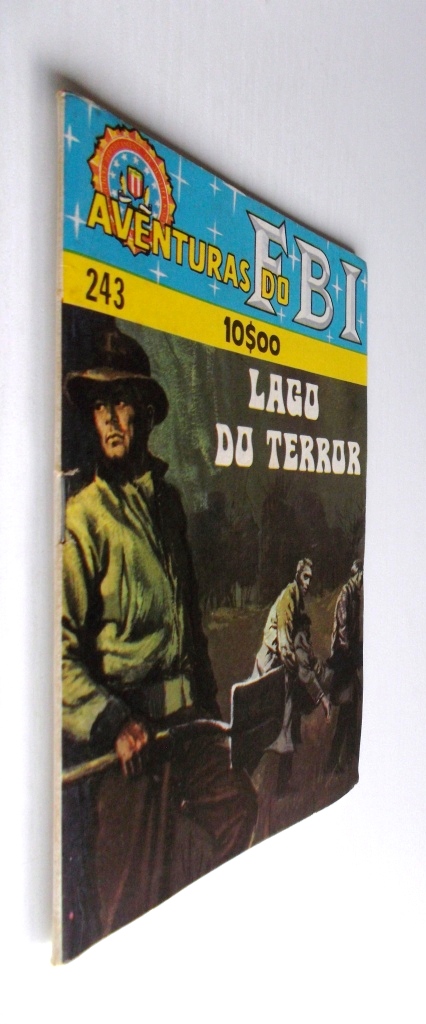 AVENTURAS DO FBI
243
10$00
LAGO
DO TERROR